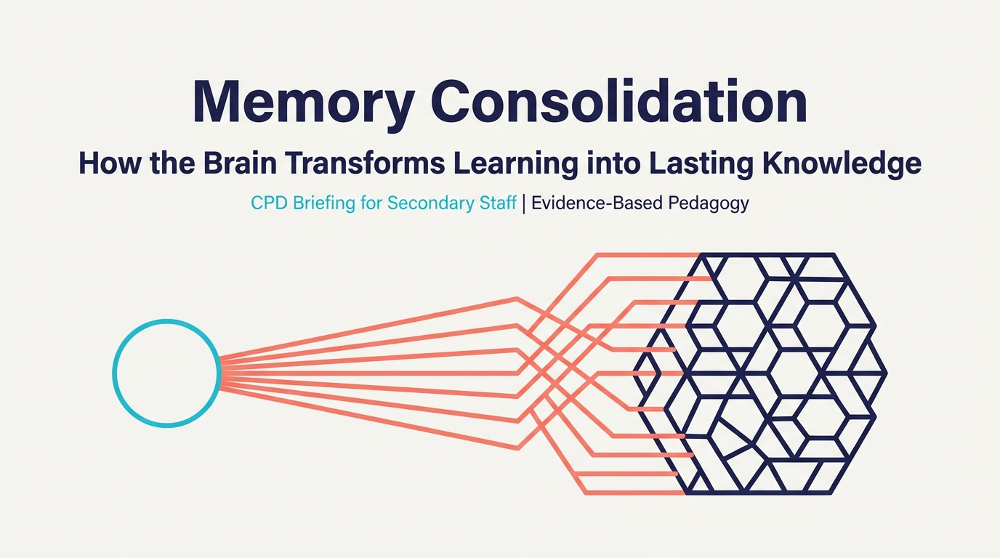 Memory Consolidation
How the Brain Transforms Learning into Lasting Knowledge
CPD Briefing for Secondary Staff | Evidence-Based Pedagogy